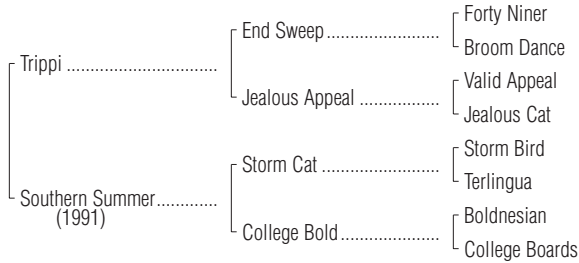 Forty Niner
End Sweep
Broom Dance
Trippi
Valid Appeal
Jealous Appeal
Jealous Cat
Storm Bird
Storm Cat
Terlingua
Southern Summer
(1991)
Boldnesian
College Bold
College Boards